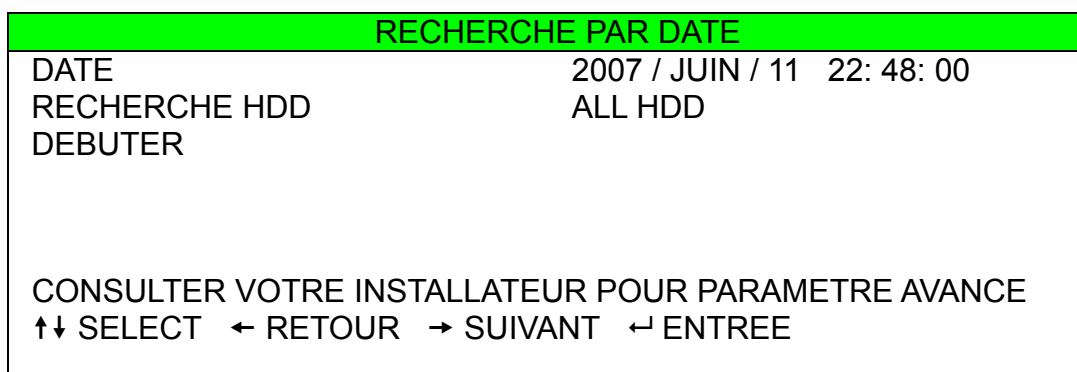 RECHERCHE PAR DATE
DATE 2007 / JUIN / 11 22: 48: 00
RECHERCHE HDD ALL HDD
DEBUTER
CONSULTER VOTRE INSTALLATEUR POUR PARAMETRE AVANCE
↑↓ SELECT ← RETOUR → SUIVANT ↵ ENTREE